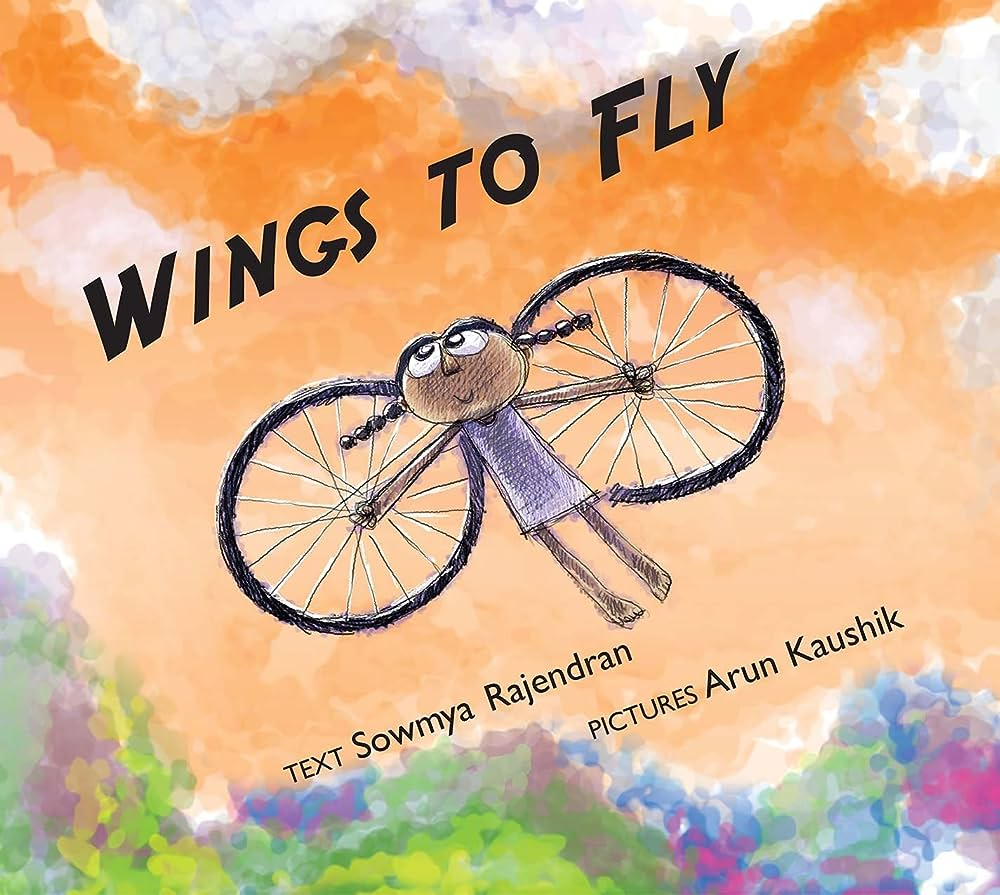 WINGS TO FLY
TEXT Sowmya Rajendran
PICTURES Arun Kaushik